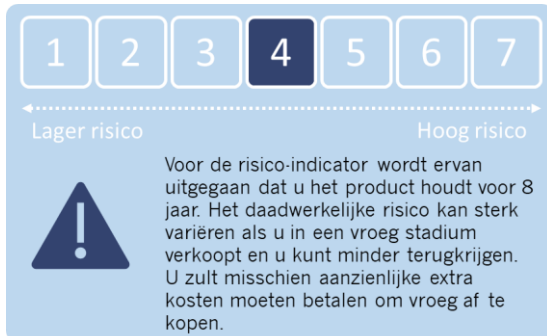 1 2 3 4 5 6 7
Lager risico Hoog risico
Voor de risico-indicator wordt ervan
uitgegaan dat u het product houdt voor 8
jaar. Het daadwerkelijke risico kan sterk
variëren als u in een vroeg stadium
verkoopt en u kunt minder terugkrijgen.
U zult misschien aanzienlijke extra
kosten moeten betalen om vroeg af te
kopen.